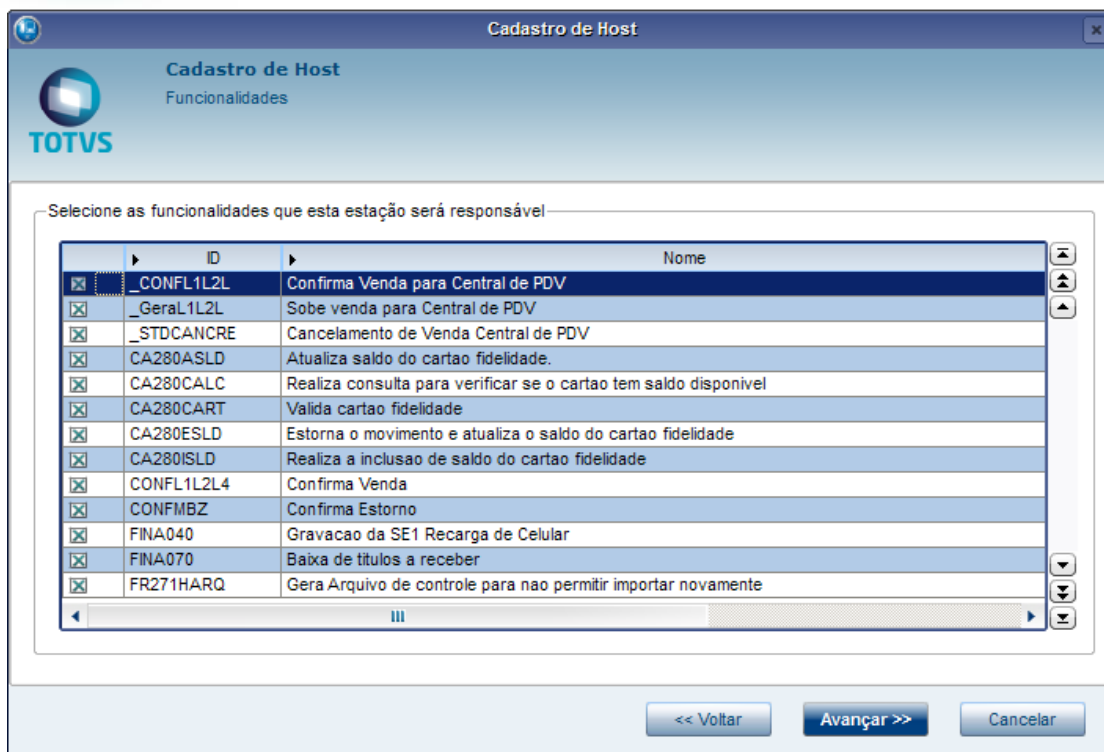 Cadastro de Host
Cadastro de Host
Funcionalidades
TOTVS
Selecione as funcionalidades que esta estação será responsável
ID Nome
_CONFL1L2L Confirma Venda para Central de PDV
_GeraL1L2L Sobe venda para Central de PDV
_STDCANCRE Cancelamento de Venda Central de PDV
CA280ASLD Atualiza saldo do cartao fidelidade.
CA280CALC Realiza consulta para verificar se o cartao tem saldo disponivel
CA280CART Valida cartao fidelidade
CA280ESLD Estorna o movimento e atualiza o saldo do cartao fidelidade
CA280ISLD Realiza a inclusao de saldo do cartao fidelidade
CONFL1L2L4 Confirma Venda
CONFMBZ Confirma Estorno
FINA040 Gravacao da SE1 Recarga de Celular
FINA070 Baixa de titulos a receber
FR271HARQ Gera Arquivo de controle para nao permitir importar novamente
<< Voltar Avançar >> Cancelar